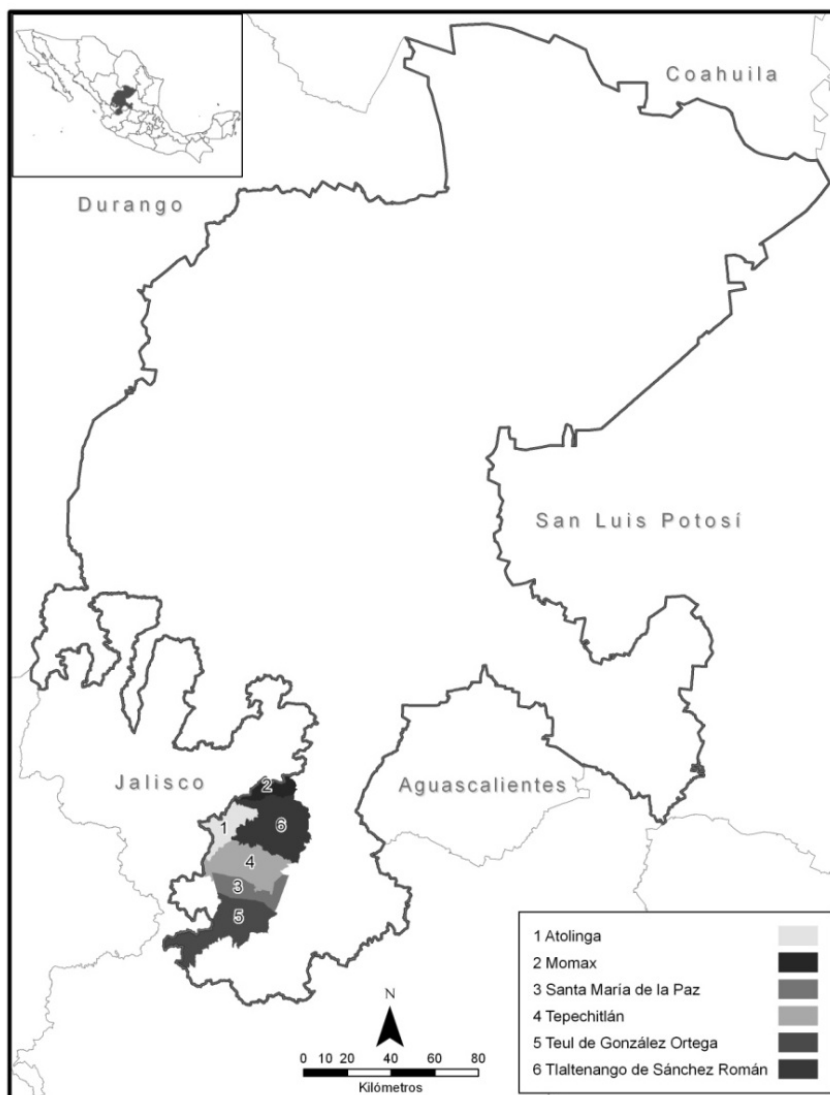 Coahuila
Durango
San Luis Potosí
Jalisco
Aguascalientes
2
1
6
4
3
5
1 Atolinga
2 Momax
3 Santa María de la Paz
4 Tepechitlán
5 Teul de González Ortega
6 Tlaltenango de Sánchez Román
N
0 10 20 40 60 80
Kilómetros